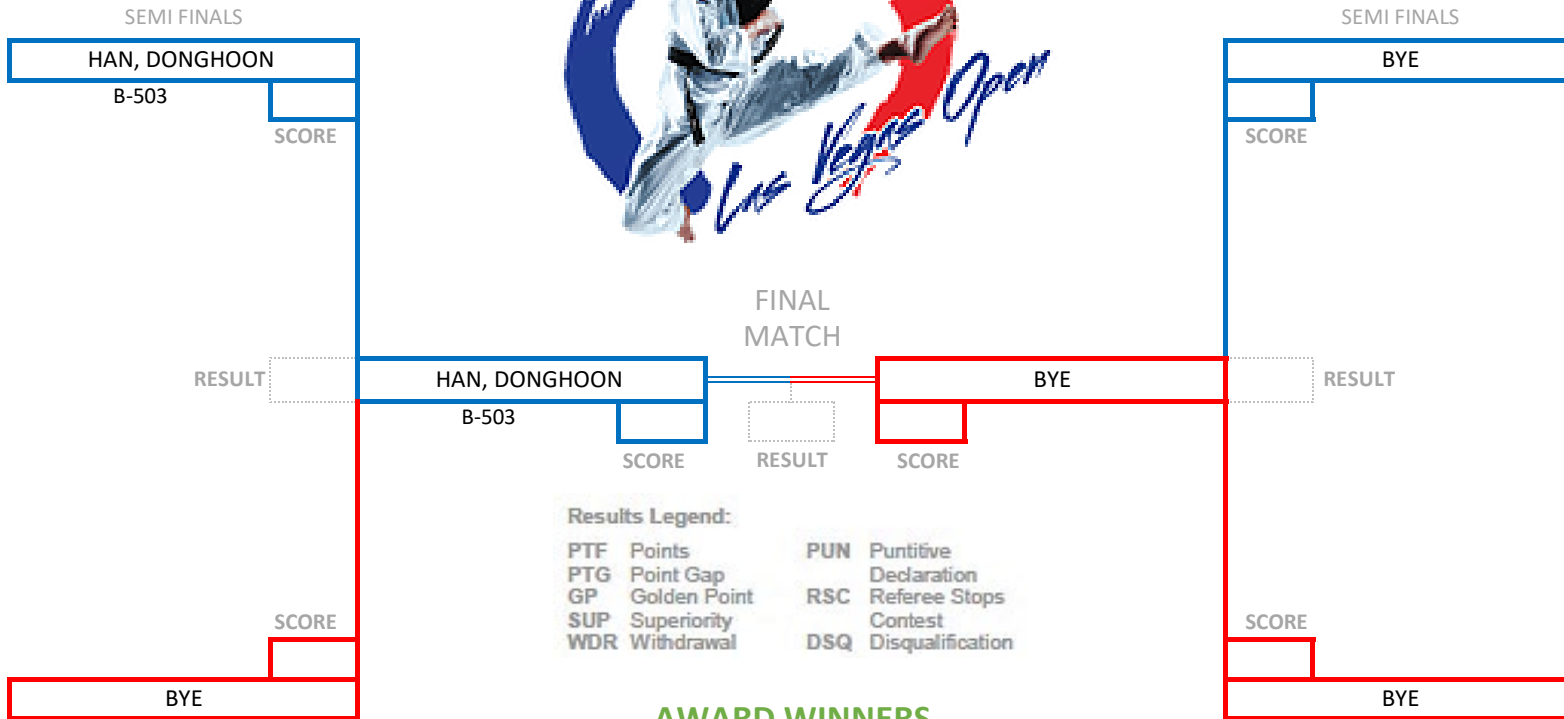 SEMI FINALS
SEMI FINALS
HAN, DONGHOON
BYE
B-503
SCORE
SCORE
Las Vegas Open
FINAL
MATCH
RESULT
HAN, DONGHOON
BYE
RESULT
B-503
SCORE
RESULT
SCORE
Results Legend:
PTF Points
PTG Point Gap
GP Golden Point
SUP Superiority
WDR Withdrawal
PUN Puntitive
Declaration
RSC Referee Stops
Contest
DSQ Disqualification
SCORE
SCORE
BYE
BYE
AWARD WINNERS